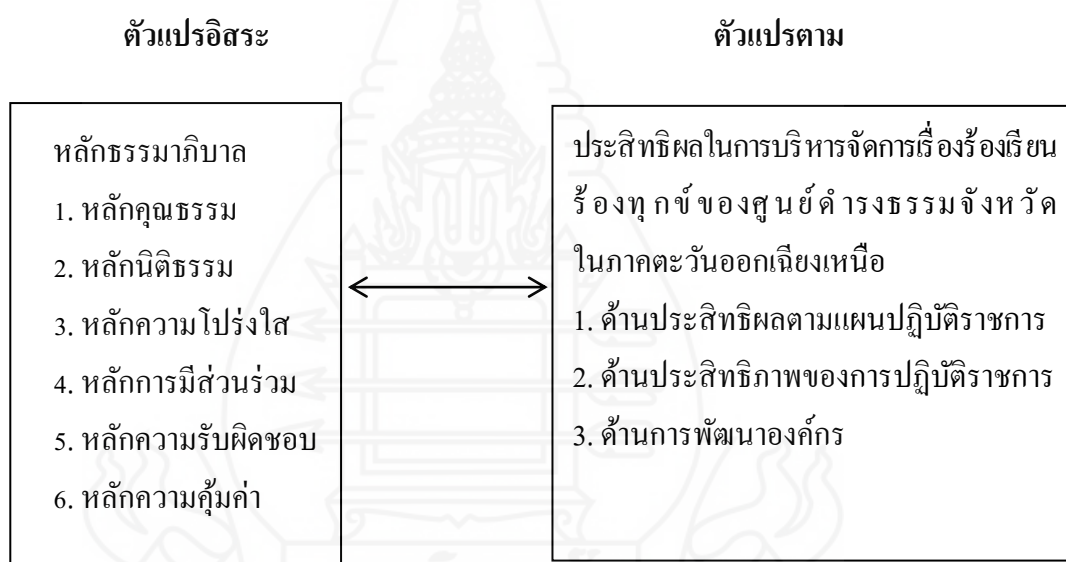 ตัวแปรอิสระ
ตัวแปรตาม
หลักธรรมาภิบาล
1. หลักคุณธรรม
2. หลักนิติธรรม
3. หลักความโปร่งใส
4. หลักการมีส่วนร่วม
5. หลักความรับผิดชอบ
6. หลักความคุ้มค่า
ประสิทธิผลในการบริหารจัดการเรื่องร้องเรียน
ร้องทุกข์ของศูนย์ดำรงธรรมจังหวัด
ในภาคตะวันออกเฉียงเหนือ
1. ด้านประสิทธิผลตามแผนปฏิบัติราชการ
2. ด้านประสิทธิภาพของการปฏิบัติราชการ
3. ด้านการพัฒนาองค์กร